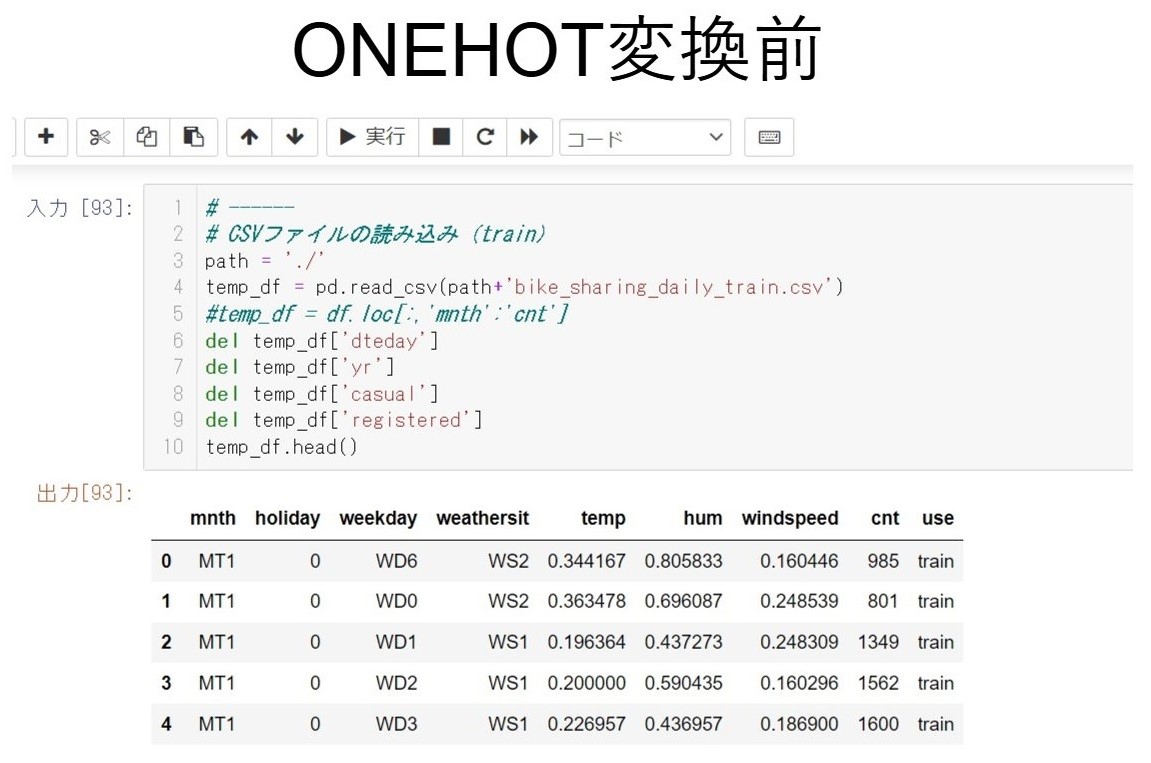 ONEHOT変換前
実行 コード
入力 [93]:
1 # ------
2 # CSVファイルの読み込み (train)
3 path = './'
4 temp_df = pd.read_csv(path+'bike_sharing_daily_train.csv')
5 #temp_df = df.loc[:,'mnth':'cnt']
6 del temp_df['dteday']
7 del temp_df['yr']
8 del temp_df['casual']
9 del temp_df['registered']
10 temp_df.head()
出力[93]:
mnth holiday weekday weathersit temp hum windspeed cnt use
0 MT1 0 WD6 WS2 0.344167 0.805833 0.160446 985 train
1 MT1 0 WD0 WS2 0.363478 0.696087 0.248539 801 train
2 MT1 0 WD1 WS1 0.196364 0.437273 0.248309 1349 train
3 MT1 0 WD2 WS1 0.200000 0.590435 0.160296 1562 train
4 MT1 0 WD3 WS1 0.226957 0.436957 0.186900 1600 train